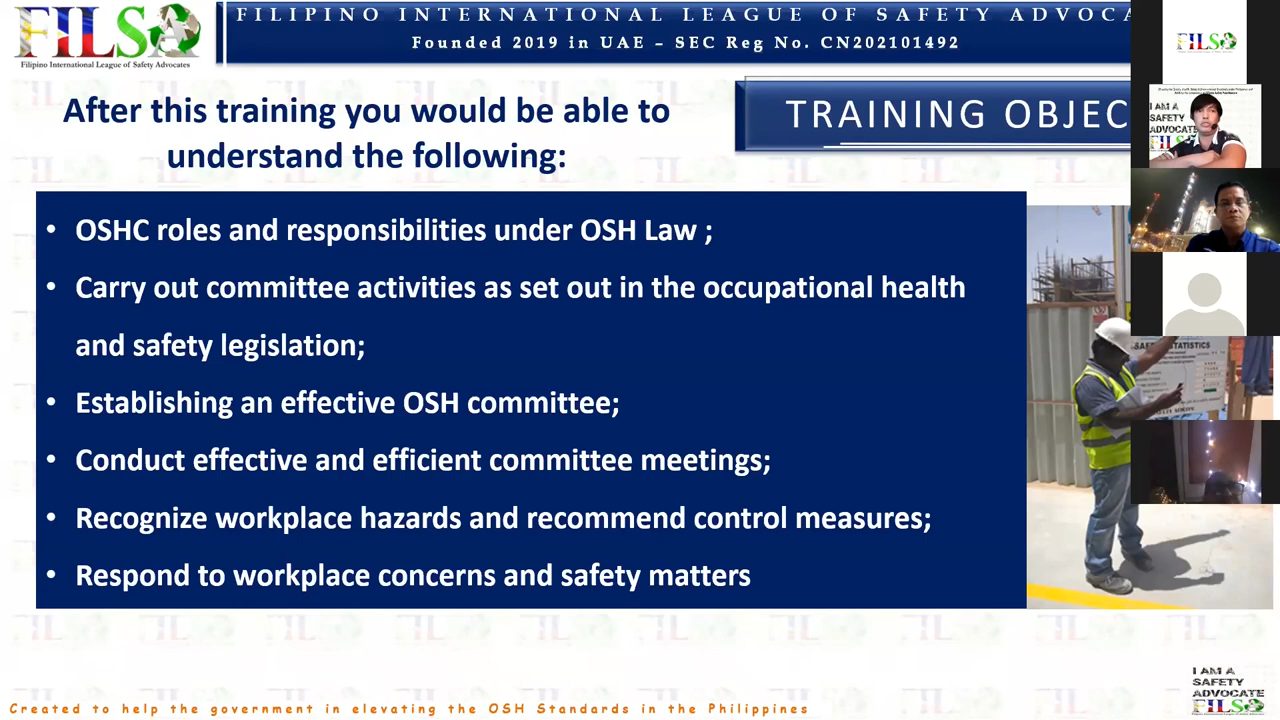 FILSA
Filipino International League of Safety Advocates
FILIPINO INTERNATIONAL LEAGUE OF SAFETY ADVOCA
Founded 2019 in UAE – SEC Reg No. CN202101492
After this training you would be able to
understand the following:
TRAINING OBJEC
• OSHC roles and responsibilities under OSH Law ;
• Carry out committee activities as set out in the occupational health
and safety legislation;
• Establishing an effective OSH committee;
• Conduct effective and efficient committee meetings;
• Recognize workplace hazards and recommend control measures;
• Respond to workplace concerns and safety matters
FILSA
I AM A
SAFETY
ADVOCATE
FILS
STATISTICS
I AM A
SAFETY
ADVOCATE
FILSA
Created to help the government in elevating the OSH Standards in the Philippines